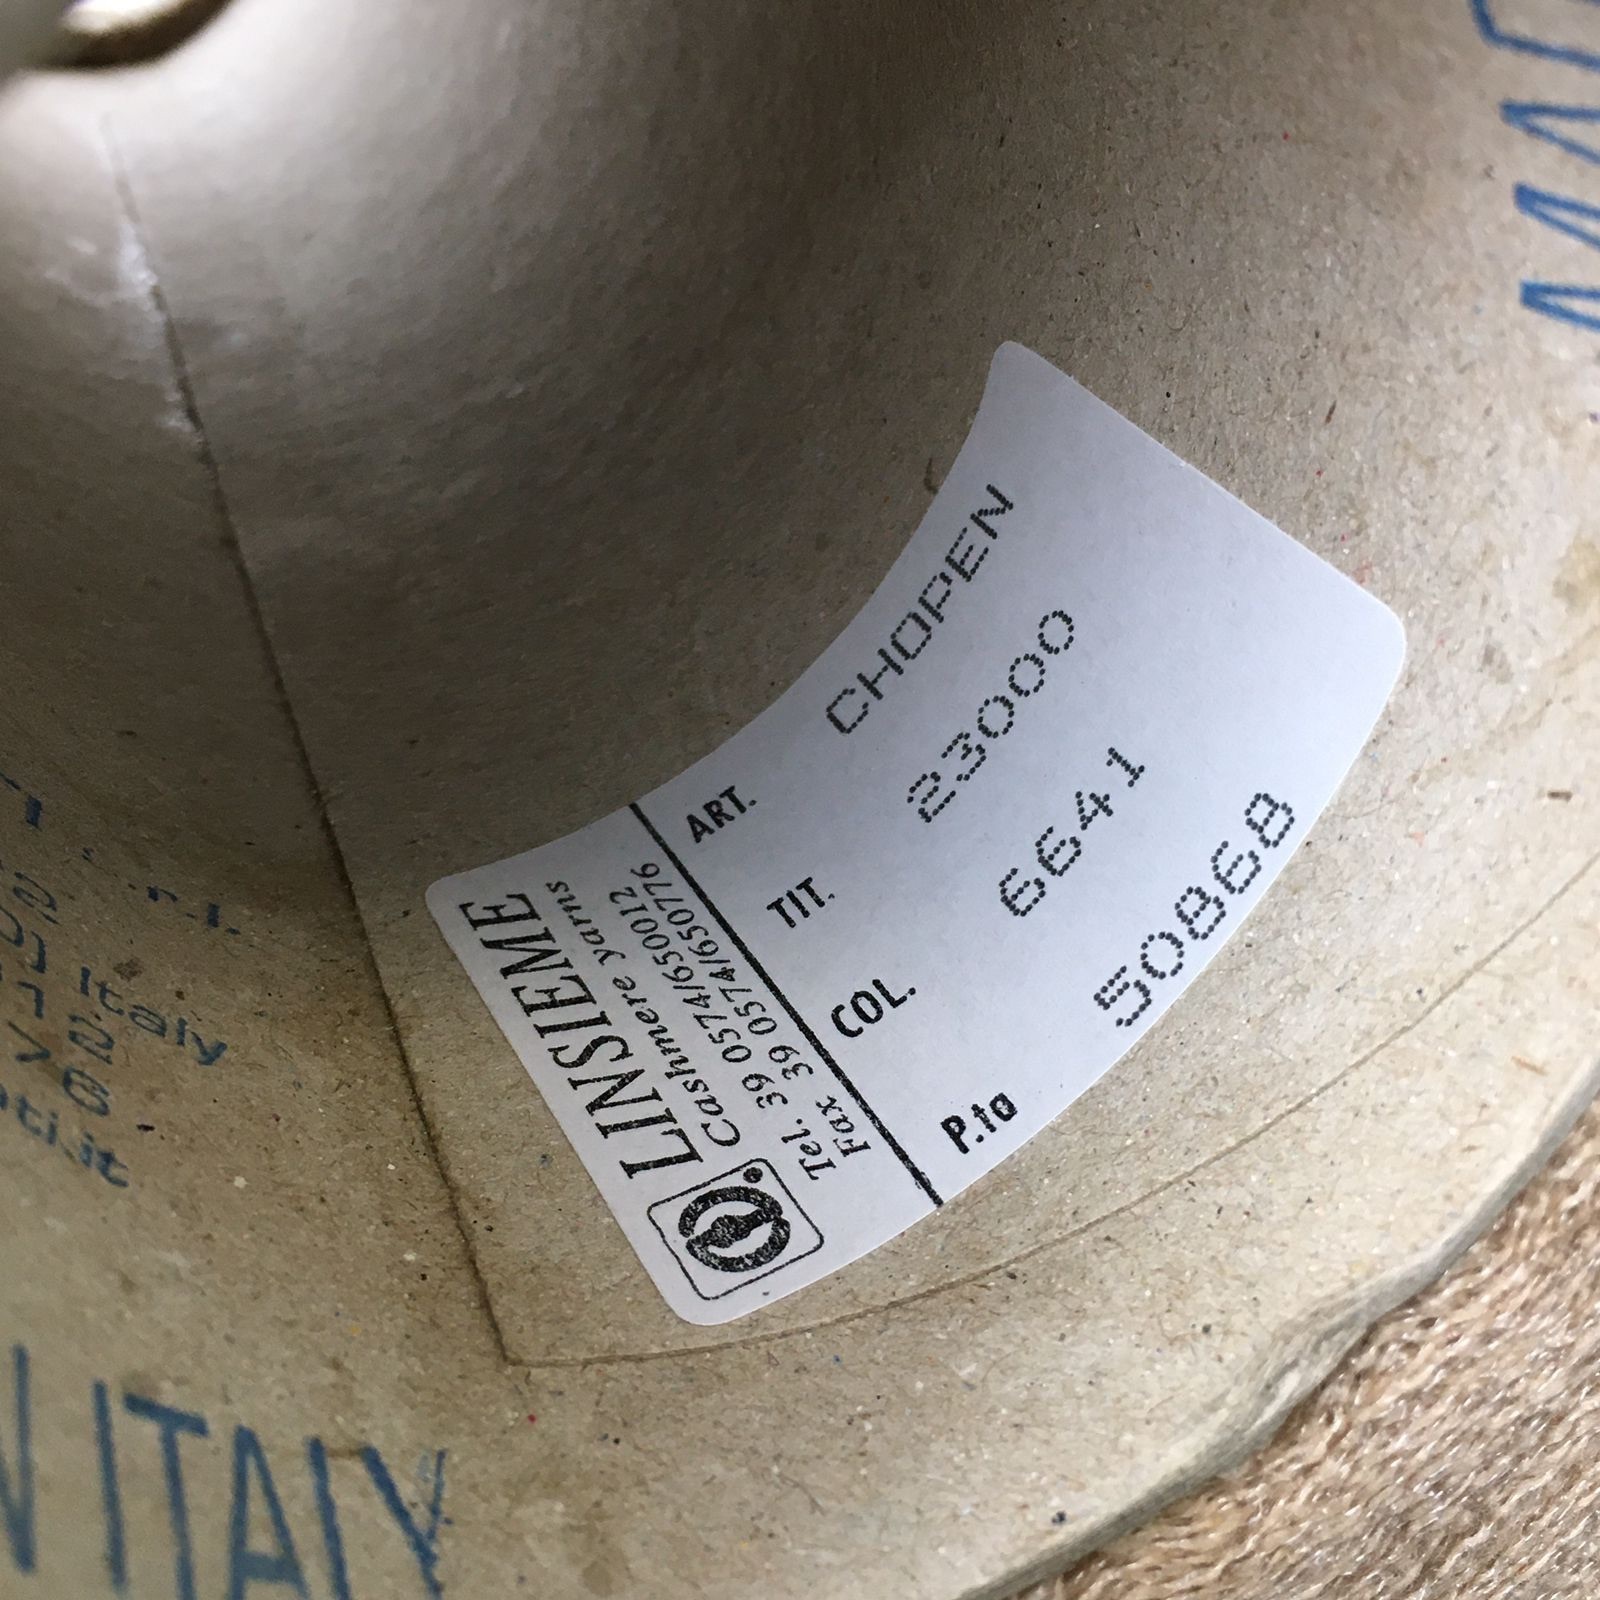 LINSIEME
Cashmere yarns
Tel. 39 0574/650012
Fax 39 0574/650776
ART. CHOPEN
TIT. 23000
COL. 6641
P.to 50868
Italy
ITALY